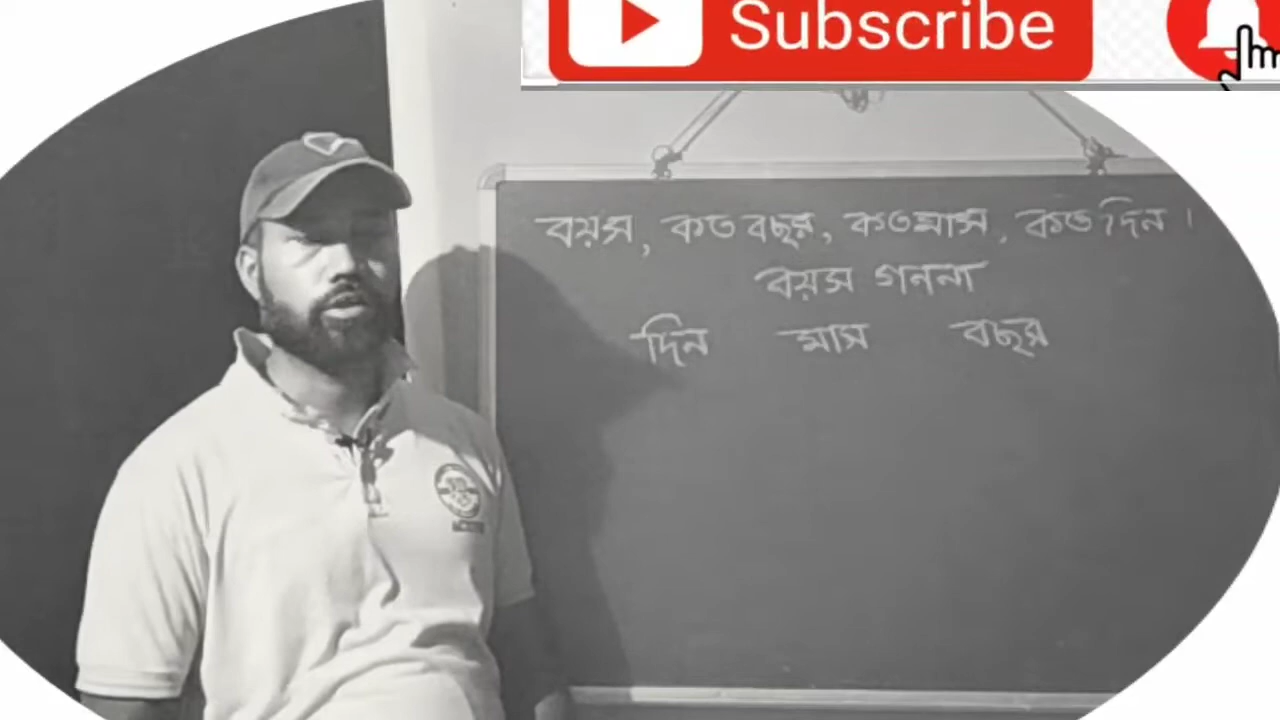 Subscribe
বয়স, কত বছর, কত মাস, কত দিন।
বয়স গননা
দিন মাস বছর